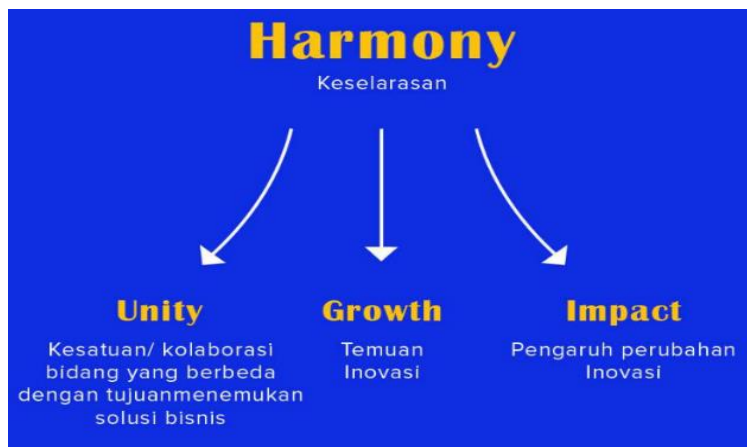 Harmony
Keselarasan
Unity
Kesatuan/ kolaborasi
bidang yang berbeda
dengan tujuanmenemukan
solusi bisnis
Growth
Temuan
Inovasi
Impact
Pengaruh perubahan
Inovasi